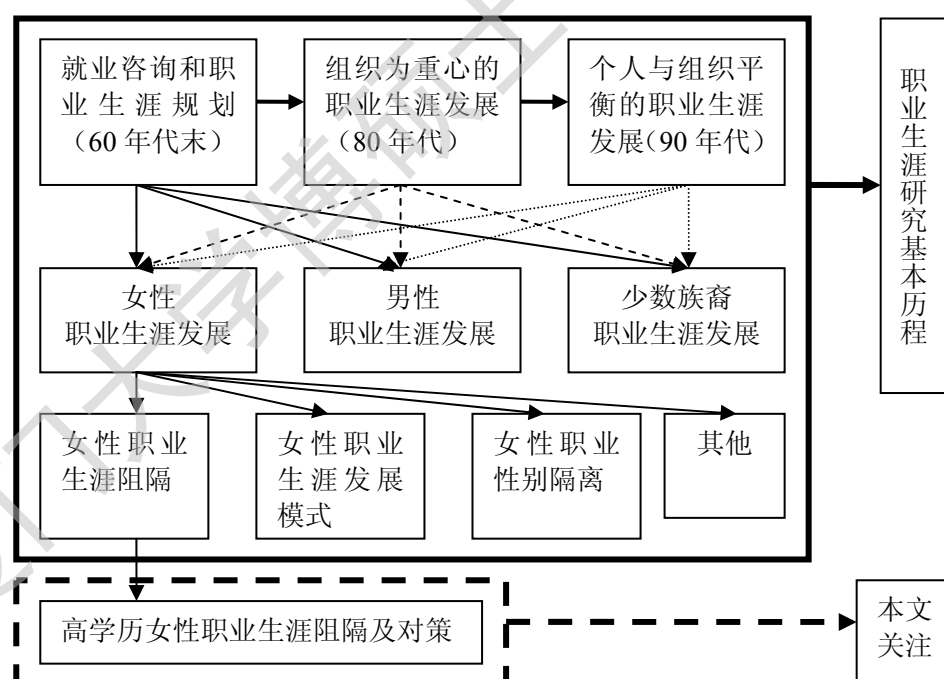 就业咨询和职
业生涯规划
（60 年代末）
组织为重心的
职业生涯发展
（80 年代）
个人与组织平
衡的职业生涯
发展（90 年代）
职业生涯研究基本历程
女性
职业生涯发展
男性
职业生涯发展
少数族裔
职业生涯发展
女性职业
生涯阻隔
女性职业
生涯发展
模式
女性职业
性别隔离
其他
高学历女性职业生涯阻隔及对策
本文
关注
门大学博硕士